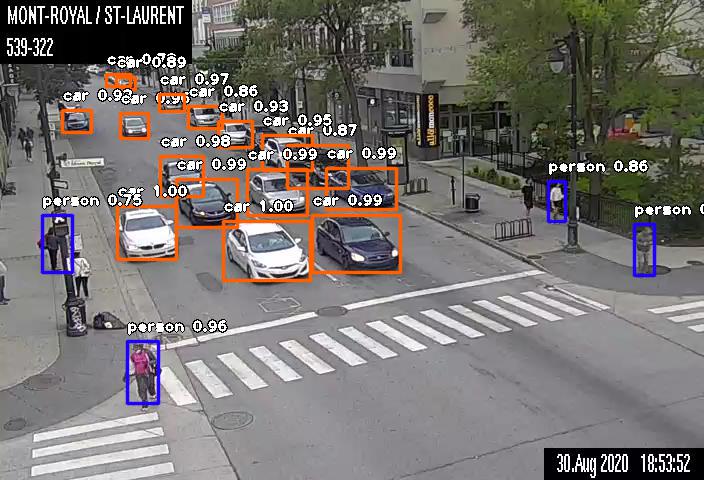 MONT-ROYAL / ST-LAURENT
539-322
car 0.89
car 0.97
car 0.86
car 0.93
car 0.95
car 0.87
car 0.98
car 0.99
car 0.99
car 0.99
person 0.86
person 0.75
car 1.00
car 1.00
car 0.99
person 0.96
person
30.Aug 2020 18:53:52